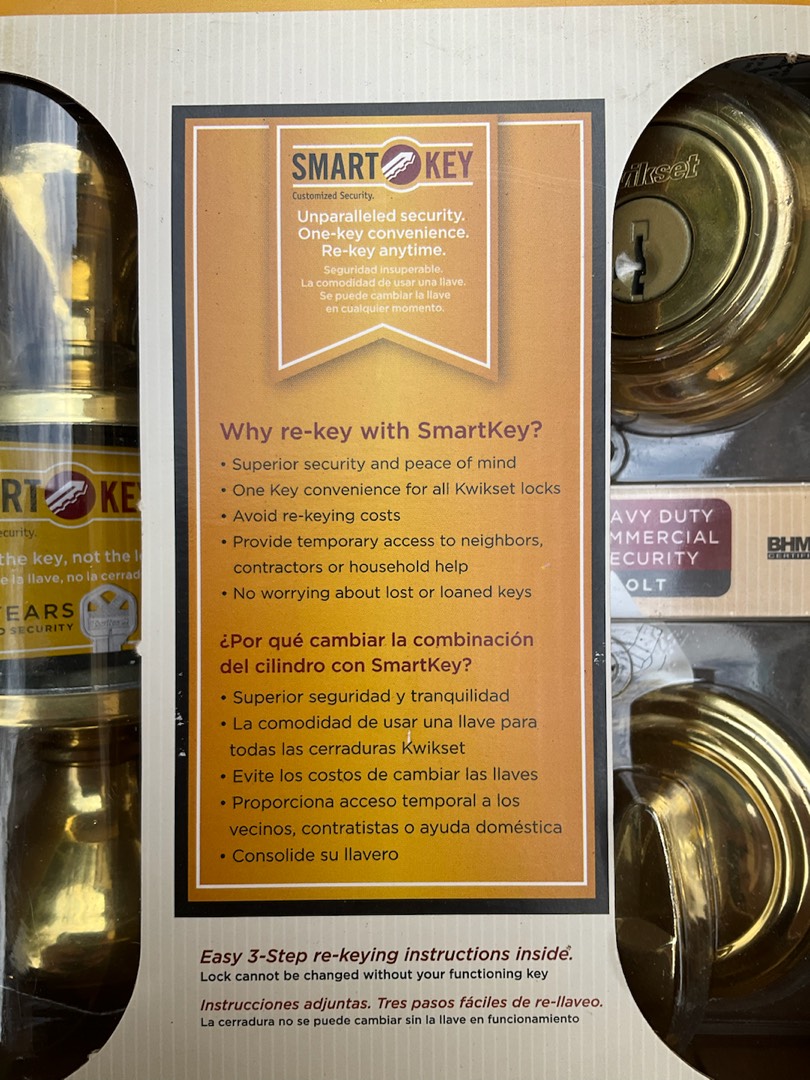 SMART KEY
Customized Security.
Unparalleled security.
One-key convenience.
Re-key anytime.
Seguridad insuperable.
La comodidad de usar una llave.
Se puede cambiar la llave
en cualquier momento.
Why re-key with SmartKey?
• Superior security and peace of mind
• One Key convenience for all Kwikset locks
• Avoid re-keying costs
• Provide temporary access to neighbors,
contractors or household help
• No worrying about lost or loaned keys
¿Por qué cambiar la combinación
del cilindro con SmartKey?
• Superior seguridad y tranquilidad
• La comodidad de usar una llave para
todas las cerraduras Kwikset
• Evite los costos de cambiar las llaves
• Proporciona acceso temporal a los
vecinos, contratistas o ayuda doméstica
• Consolide su llavero
Easy 3-Step re-keying instructions inside.
Lock cannot be changed without your functioning key
Instrucciones adjuntas. Tres pasos fáciles de re-llaveo.
La cerradura no se puede cambiar sin la llave en funcionamiento
RT KE
ecurity.
the key, not the l
e la llave, no la cerrad
EARS
D SECURITY
ikset
AVY DUTY
MMERCIAL
ECURITY
OLT
BHM